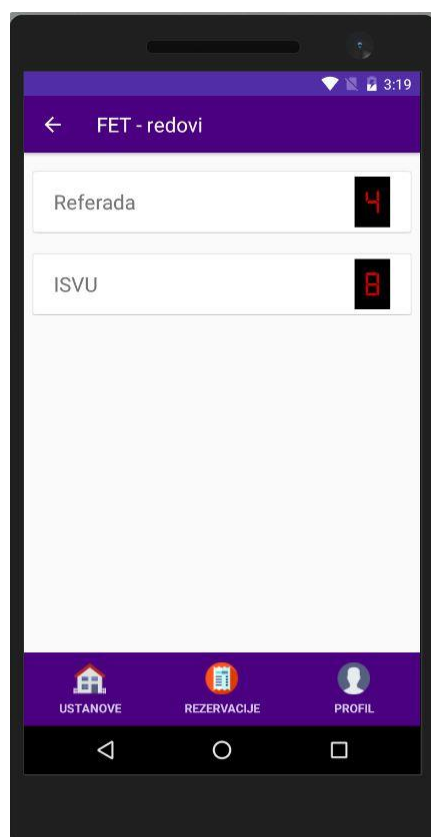 3:19
FET - redovi
Referada 4
ISVU 8
USTANOVE REZERVACIJE PROFIL